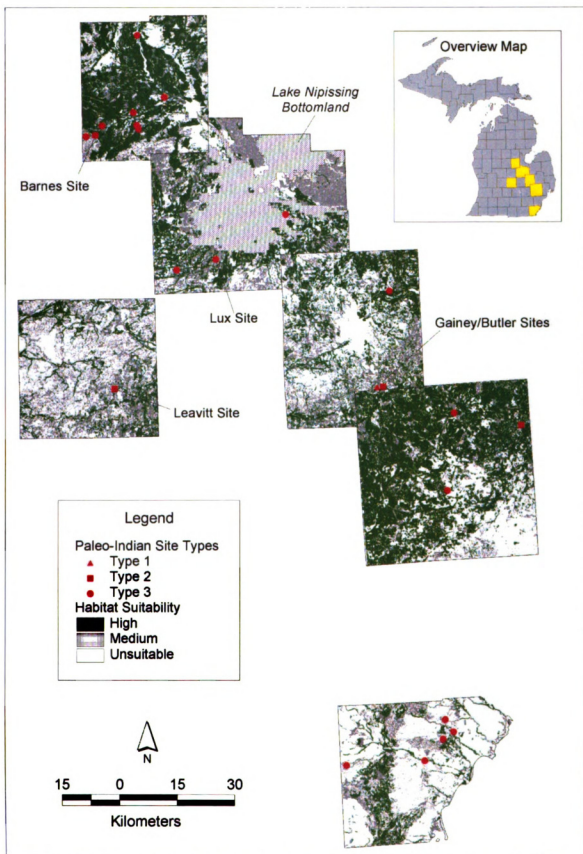 Overview Map
Lake Nipissing
Bottomland
Barnes Site
Lux Site
Gainey/Butler Sites
Leavitt Site
Legend
Paleo-Indian Site Types
Type 1
Type 2
Type 3
Habitat Suitability
High
Medium
Unsuitable
N
15 0 15 30
Kilometers